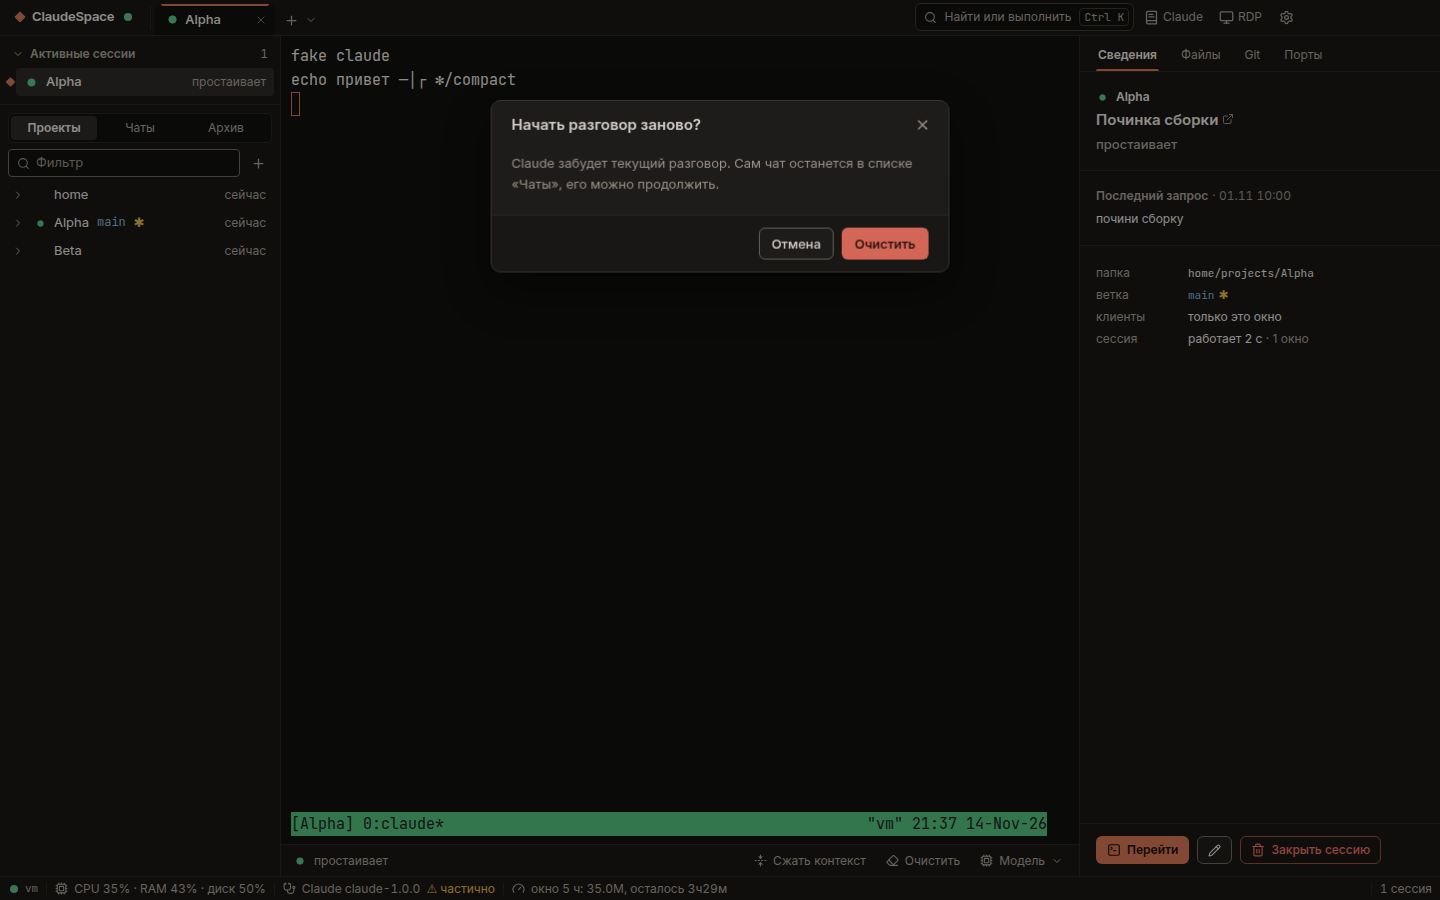 ClaudeSpace
Alpha
Найти или выполнить Ctrl K
Claude
RDP
Активные сессии 1
Alpha простаивает
Проекты Чаты Архив
Фильтр
home сейчас
Alpha main ✱ сейчас
Beta сейчас
fake claude
echo привет —│┌ ✻/compact
Начать разговор заново?
Claude забудет текущий разговор. Сам чат останется в списке
«Чаты», его можно продолжить.
Отмена Очистить
[Alpha] 0:claude* "vm" 21:37 14-Nov-26
простаивает Сжать контекст Очистить Модель
Сведения Файлы Git Порты
Alpha
Починка сборки
простаивает
Последний запрос · 01.11 10:00
почини сборку
папка home/projects/Alpha
ветка main ✱
клиенты только это окно
сессия работает 2 с · 1 окно
Перейти Закрыть сессию
vm CPU 35% · RAM 43% · диск 50% Claude claude-1.0.0 ⚠ частично окно 5 ч: 35.0M, осталось 3ч29м 1 сессия